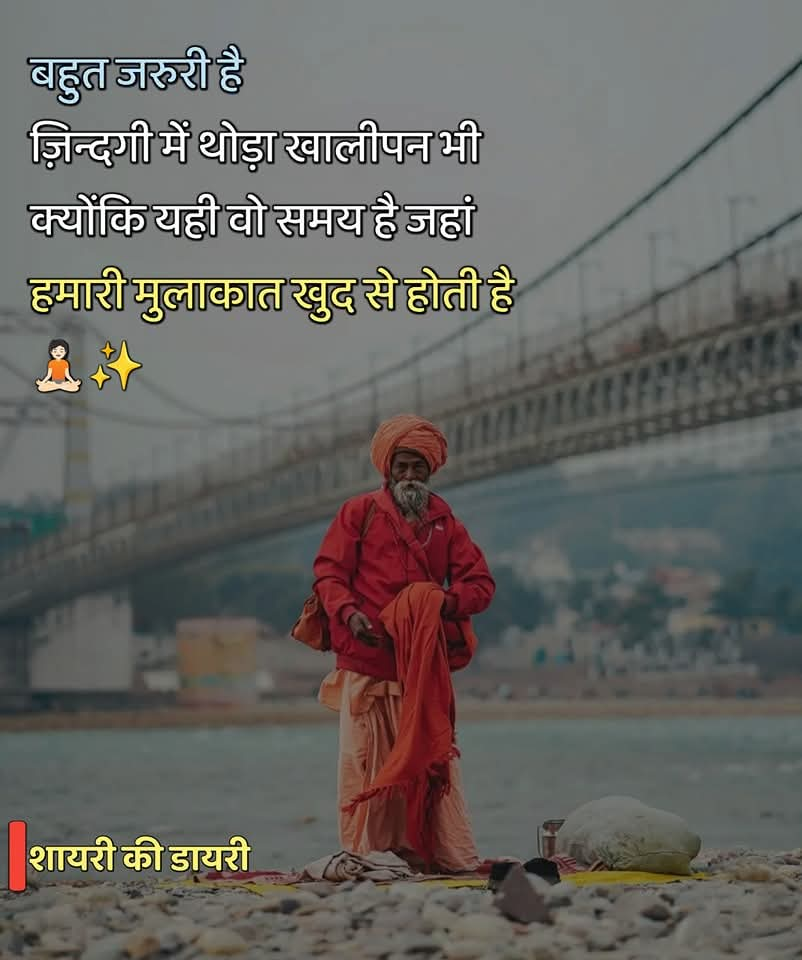 बहुत जरुरी है
ज़िन्दगी में थोड़ा खालीपन भी
क्योंकि यही वो समय है जहां
हमारी मुलाकात खुद से होती है
🧘🏻✨
शायरी की डायरी